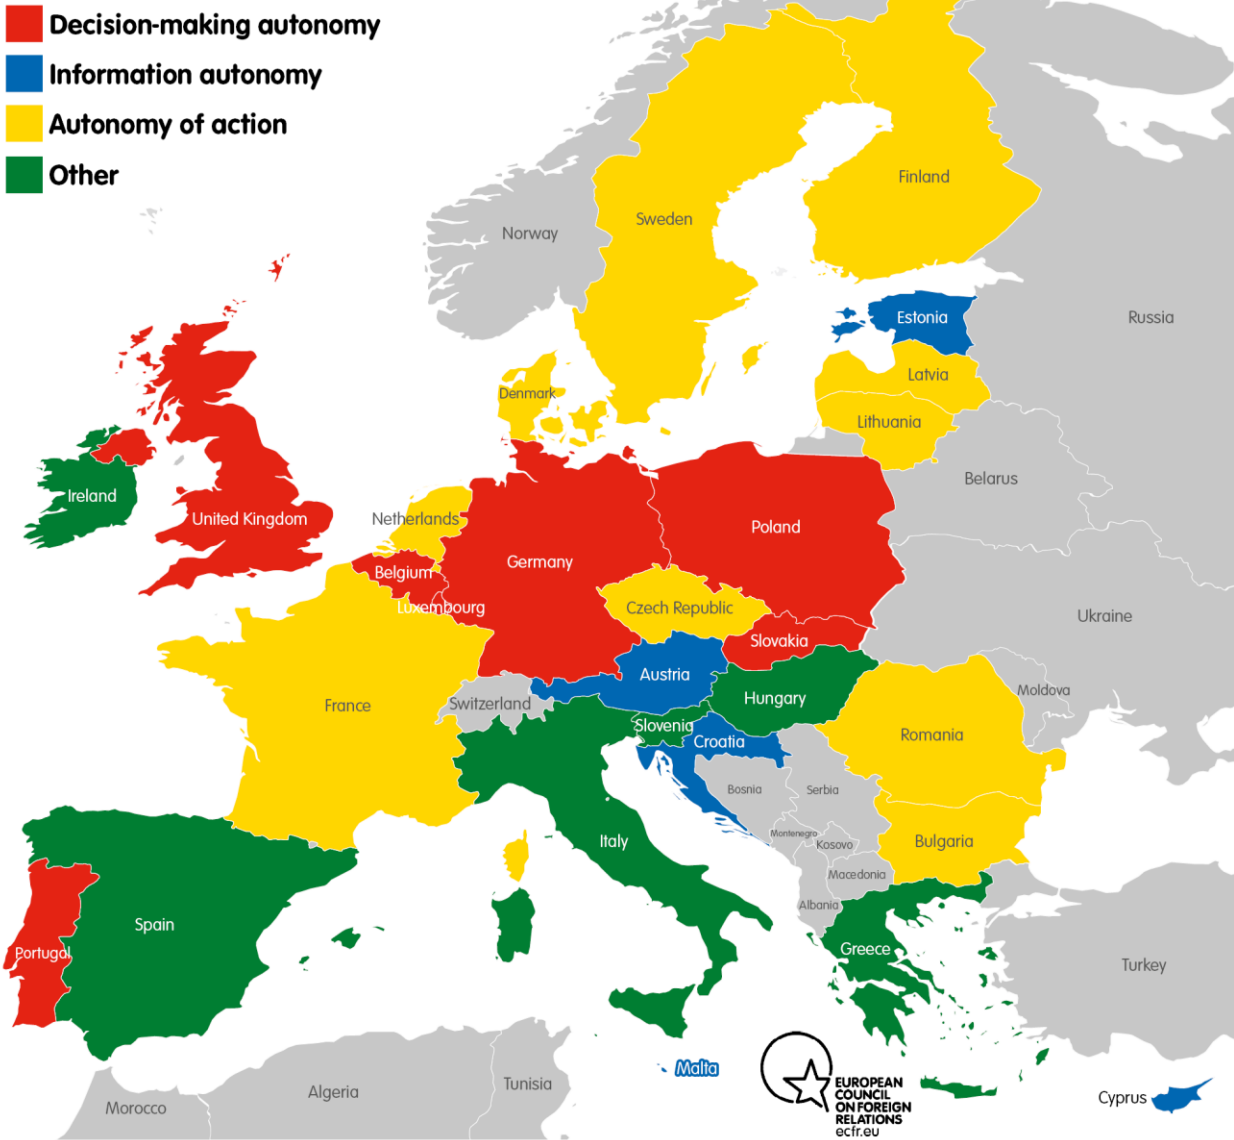 Decision-making autonomy
Information autonomy
Autonomy of action
Other
Finland
Sweden
Norway
Russia
Estonia
Latvia
Denmark
Lithuania
Belarus
Ireland
United Kingdom
Netherlands
Poland
Germany
Belgium
Luxembourg
Czech Republic
Ukraine
Slovakia
Austria
Moldova
Hungary
Switzerland
France
Slovenia
Romania
Croatia
Bosnia
Serbia
Montenegro
Kosovo
Italy
Bulgaria
Macedonia
Albania
Spain
Greece
Portugal
Turkey
Malta
EUROPEAN
COUNCIL
ON FOREIGN
RELATIONS
ecfr.eu
Tunisia
Algeria
Cyprus
Morocco